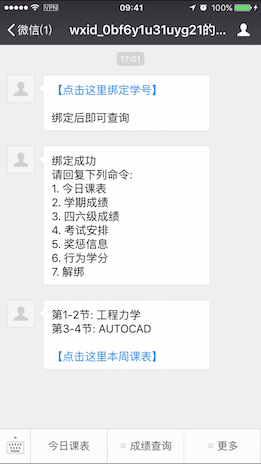 VPN
09:41
100%
微信(1)
wxid_0bf6y1u31uyg21的...
17:01
【点击这里绑定学号】
绑定后即可查询
绑定成功
请回复下列命令:
1. 今日课表
2. 学期成绩
3. 四六级成绩
4. 考试安排
5. 奖惩信息
6. 行为学分
7. 解绑
第1-2节: 工程力学
第3-4节: AUTOCAD
【点击这里本周课表】
今日课表
成绩查询
更多